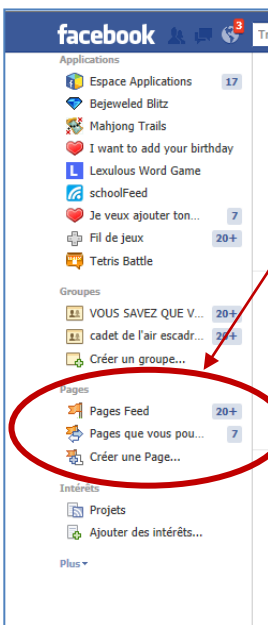 facebook 3 Tr
Applications
Espace Applications 17
Bejeweled Blitz
Mahjong Trails
I want to add your birthday
L Lexulous Word Game
schoolFeed
Je veux ajouter ton... 7
Fil de jeux 20+
Tetris Battle
Groupes
VOUS SAVEZ QUE V... 20+
cadet de l'air escadr... 20+
Créer un groupe...
Pages
Pages Feed 20+
Pages que vous pou... 7
Créer une Page...
Intérêts
Projets
Ajouter des intérêts...
Plus